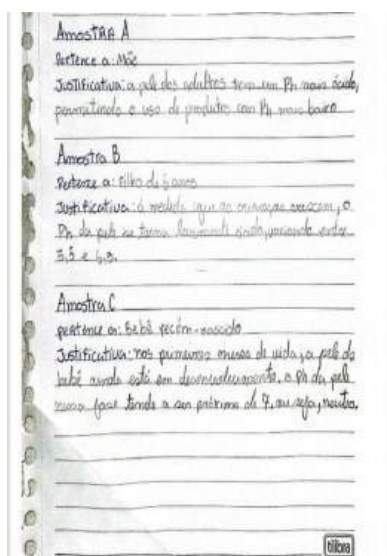 Amostra A
Pertence a: Mãe
Justificativa: a pele dos adultos tem um Ph mais ácido,
permitindo o uso de produtos com Ph mais baixo
Amostra B
Pertence a: Filho de 6 anos
Justificativa: á medida que as crianças crescem, o
Ph da pele se torna levemente ácido, variando entre
5,5 e 6,3.
Amostra C
pertence a: Bebê recém-nascido
Justificativa: nos primeiros meses de vida, a pele do
bebê ainda está em desenvolvimento. o Ph da pele
nessa fase tende a ser próximo de 7, ou seja, neutro.
tilibra